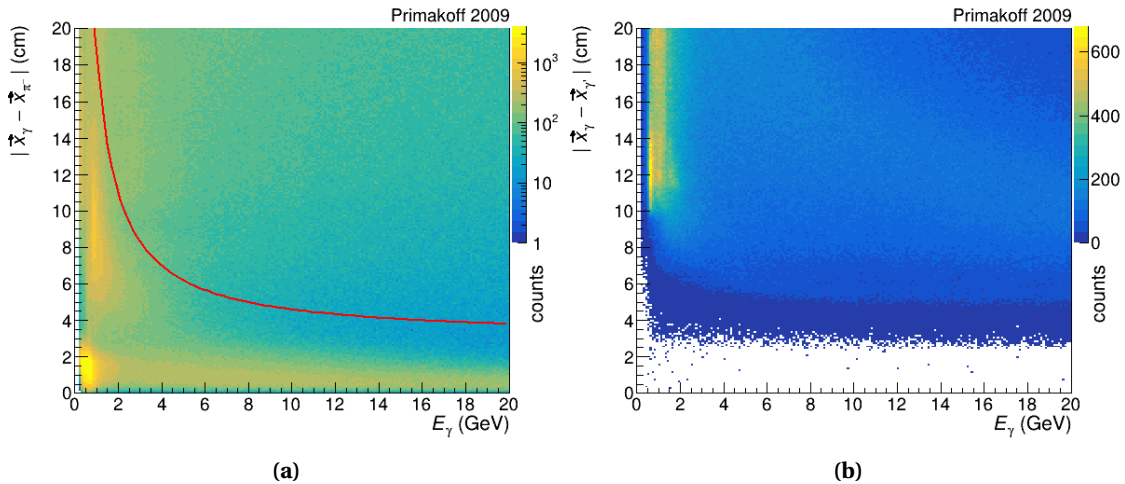 Primakoff 2009
| x⃗γ − x⃗π⁻ | (cm)
20
18
16
14
12
10
8
6
4
2
0
0 2 4 6 8 10 12 14 16 18 20
Eγ (GeV)
10³
10²
10
1
counts
(a)
Primakoff 2009
| x⃗γ − x⃗γ' | (cm)
20
18
16
14
12
10
8
6
4
2
0
0 2 4 6 8 10 12 14 16 18 20
Eγ (GeV)
600
400
200
0
counts
(b)